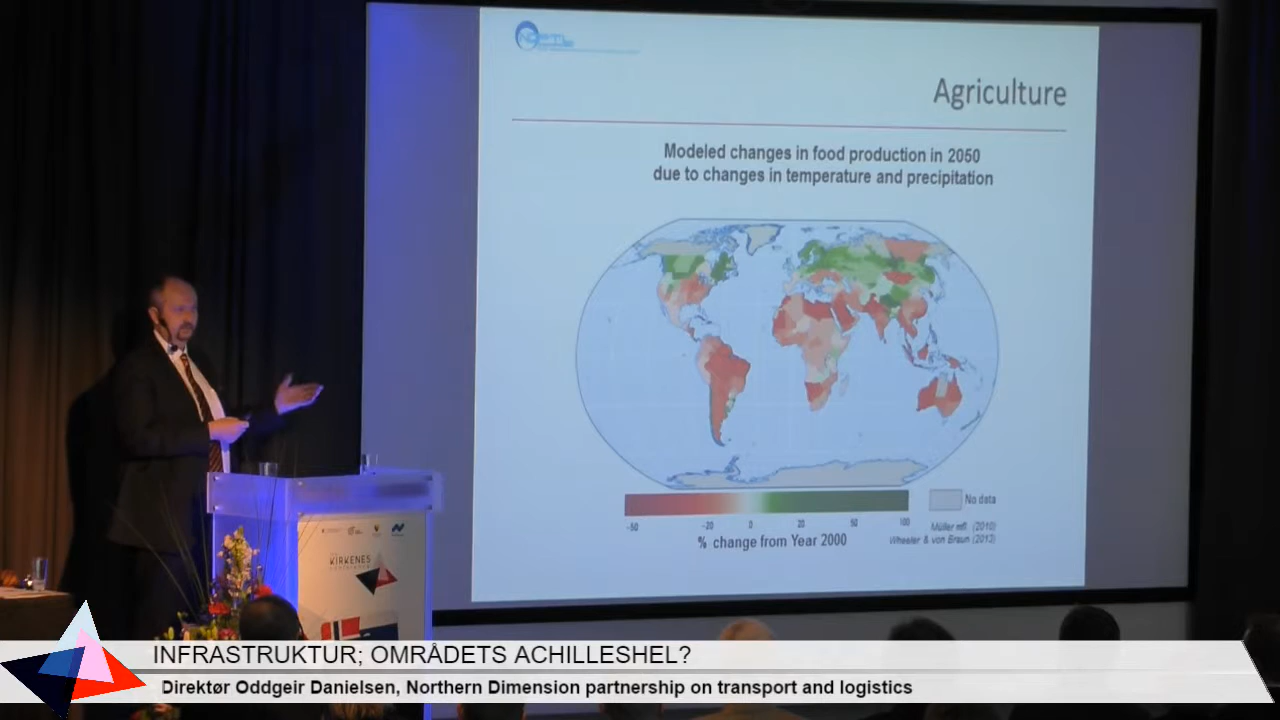 Agriculture
Modeled changes in food production in 2050
due to changes in temperature and precipitation
-50 -20 0 20 50 100
No data
% change from Year 2000
Müller mfl. (2010)
Wheeler & von Braun (2013)
KIRKENES
INFRASTRUKTUR; OMRÅDETS ACHILLESHEL?
Direktør Oddgeir Danielsen, Northern Dimension partnership on transport and logistics